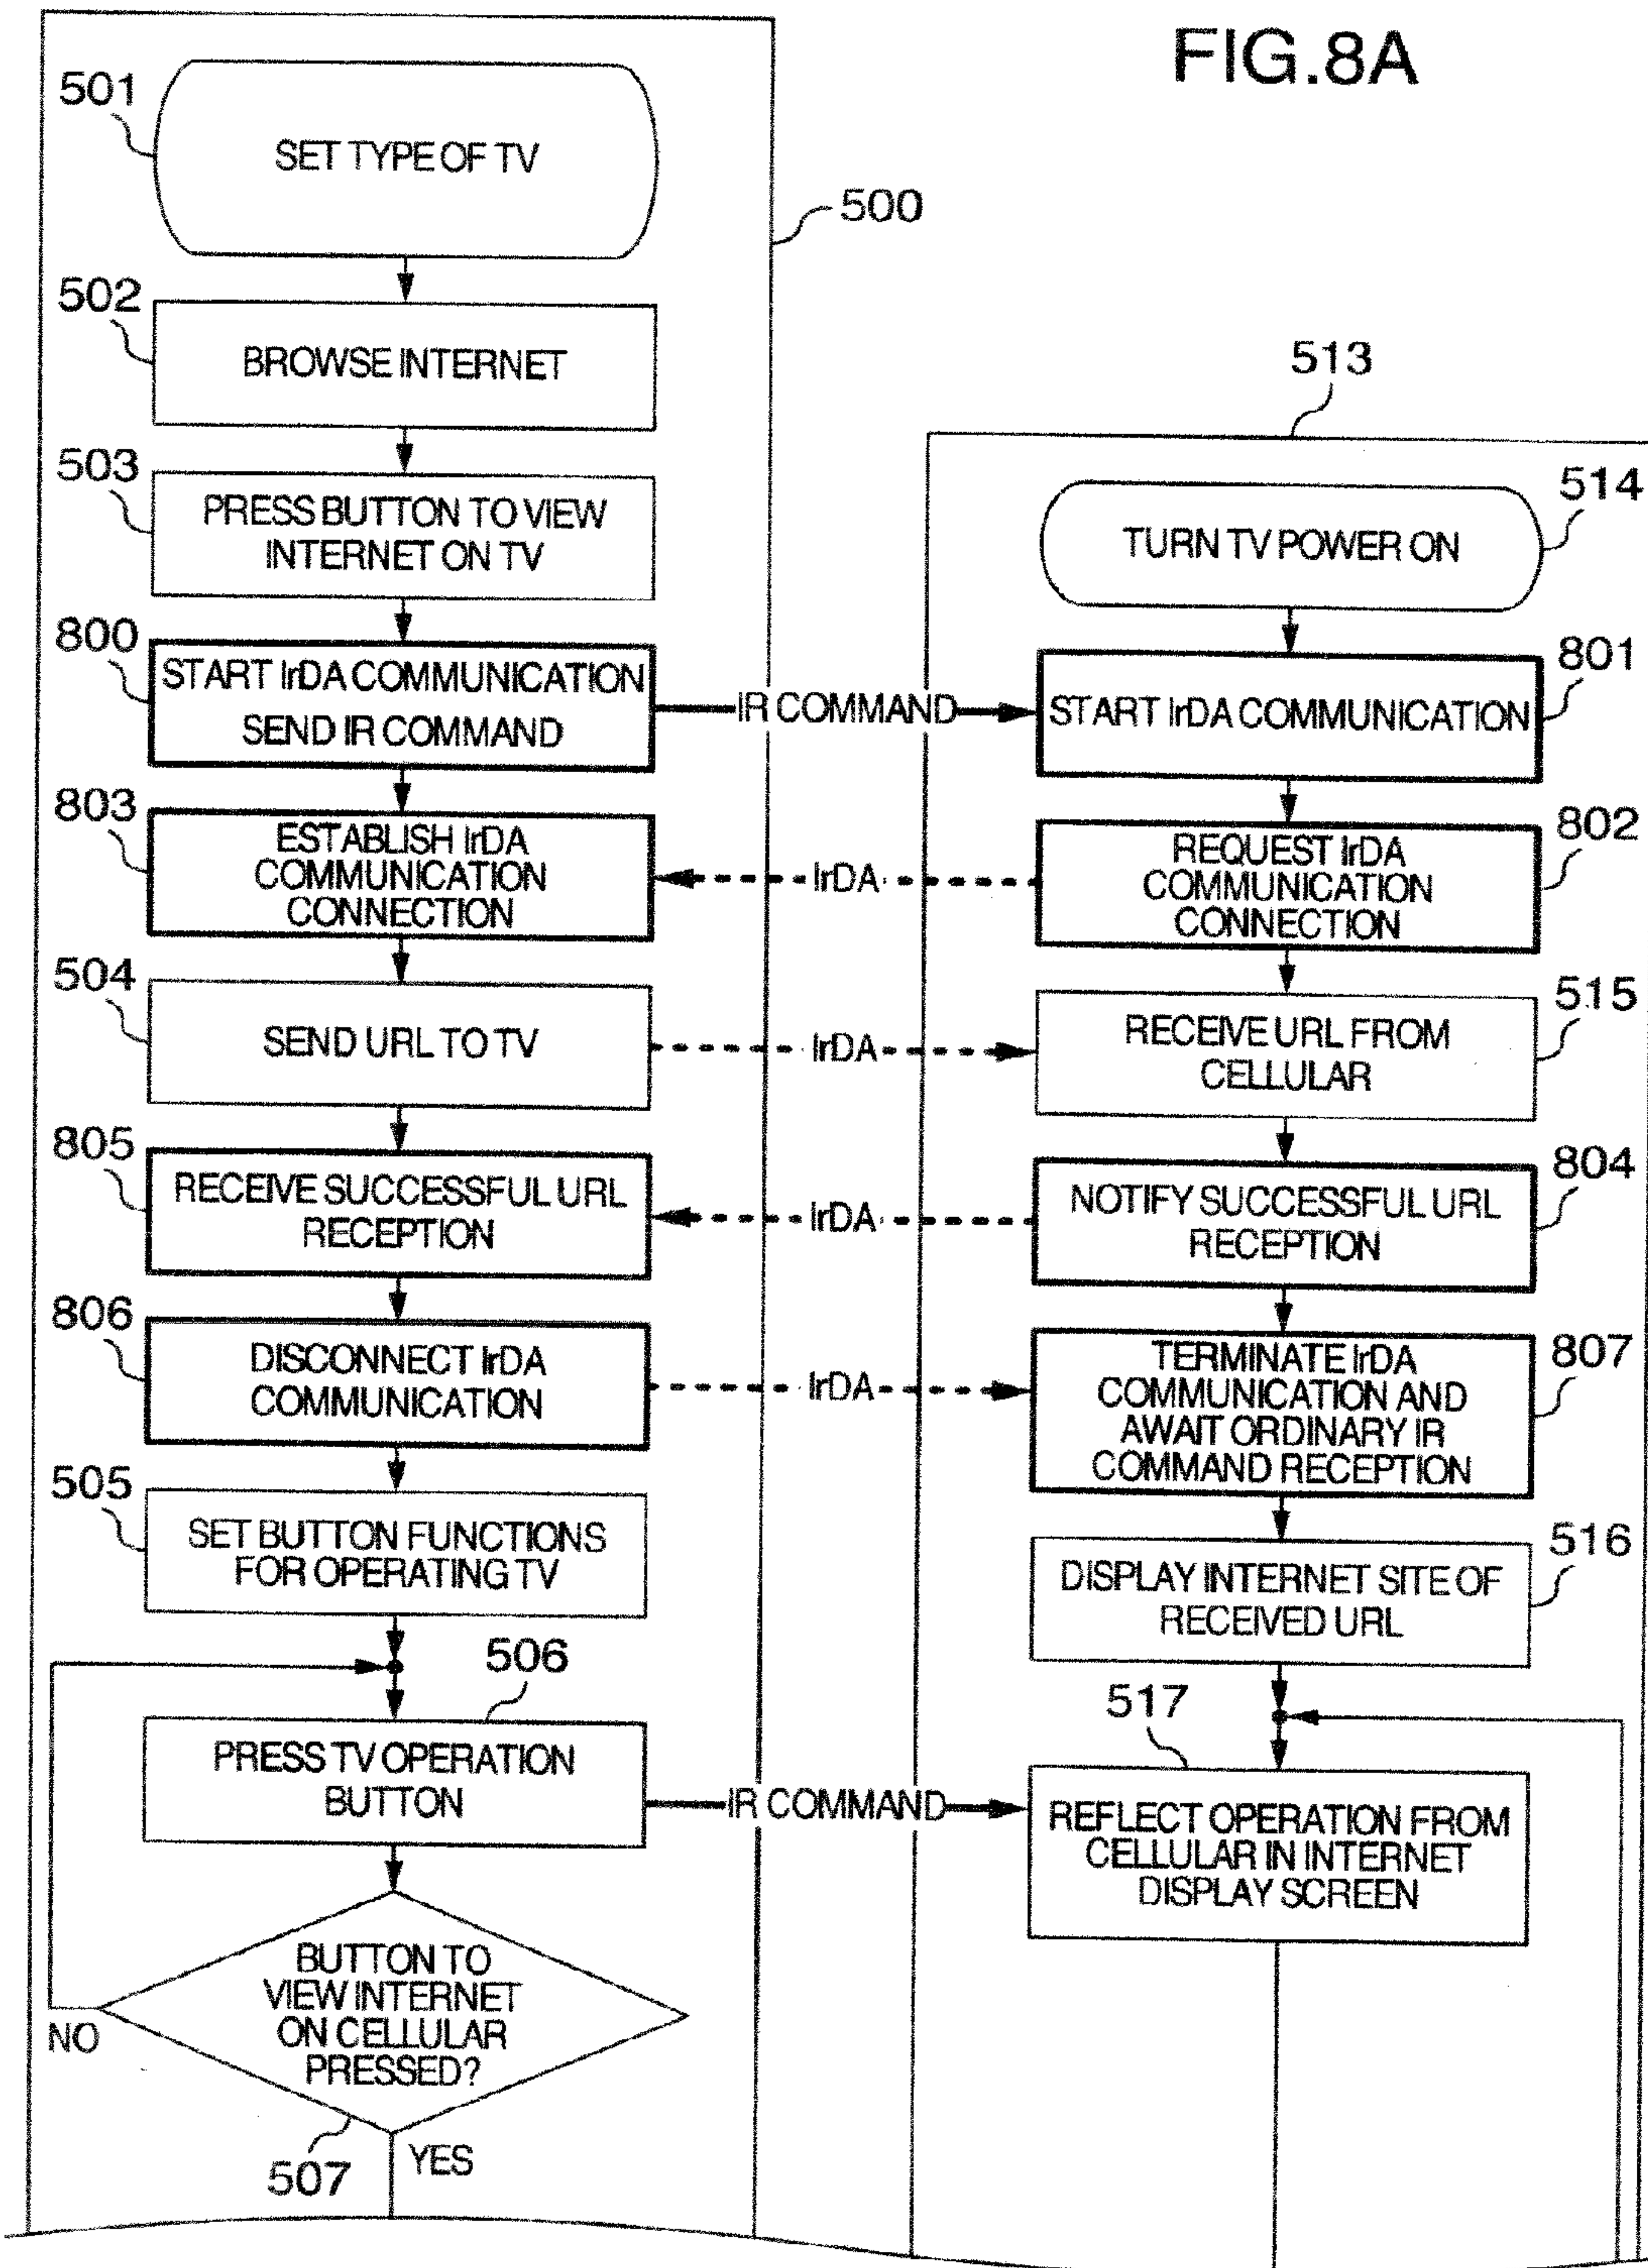 FIG.8A
501
SET TYPE OF TV
500
502
BROWSE INTERNET
503
PRESS BUTTON TO VIEW
INTERNET ON TV
800
START IrDA COMMUNICATION
SEND IR COMMAND
IR COMMAND
803
ESTABLISH IrDA
COMMUNICATION
CONNECTION
IrDA
504
SEND URL TO TV
IrDA
805
RECEIVE SUCCESSFUL URL
RECEPTION
IrDA
806
DISCONNECT IrDA
COMMUNICATION
IrDA
505
SET BUTTON FUNCTIONS
FOR OPERATING TV
506
PRESS TV OPERATION
BUTTON
IR COMMAND
BUTTON TO
VIEW INTERNET
ON CELLULAR
PRESSED?
NO
507
YES
513
514
TURN TV POWER ON
801
START IrDA COMMUNICATION
802
REQUEST IrDA
COMMUNICATION
CONNECTION
515
RECEIVE URL FROM
CELLULAR
804
NOTIFY SUCCESSFUL URL
RECEPTION
807
TERMINATE IrDA
COMMUNICATION AND
AWAIT ORDINARY IR
COMMAND RECEPTION
516
DISPLAY INTERNET SITE OF
RECEIVED URL
517
REFLECT OPERATION FROM
CELLULAR IN INTERNET
DISPLAY SCREEN